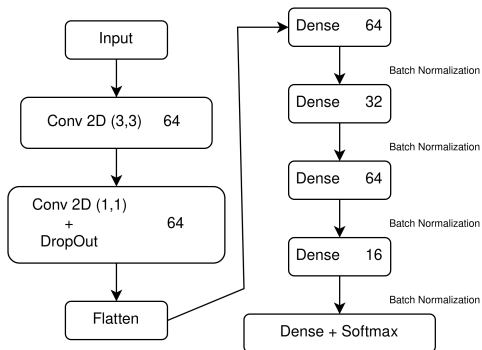 Input
Conv 2D (3,3) 64
Conv 2D (1,1)
+ 64
DropOut
Flatten
Dense 64
Batch Normalization
Dense 32
Batch Normalization
Dense 64
Batch Normalization
Dense 16
Batch Normalization
Dense + Softmax